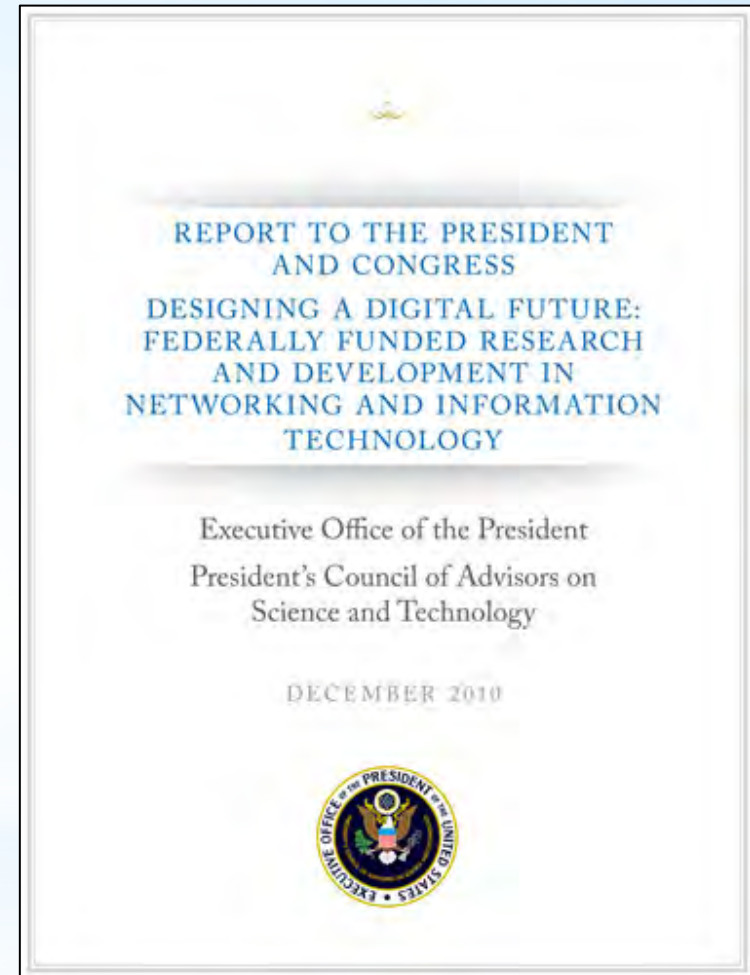 REPORT TO THE PRESIDENT
AND CONGRESS
DESIGNING A DIGITAL FUTURE:
FEDERALLY FUNDED RESEARCH
AND DEVELOPMENT IN
NETWORKING AND INFORMATION
TECHNOLOGY
Executive Office of the President
President's Council of Advisors on
Science and Technology
DECEMBER 2010
EXECUTIVE OFFICE OF THE PRESIDENT OF THE UNITED STATES